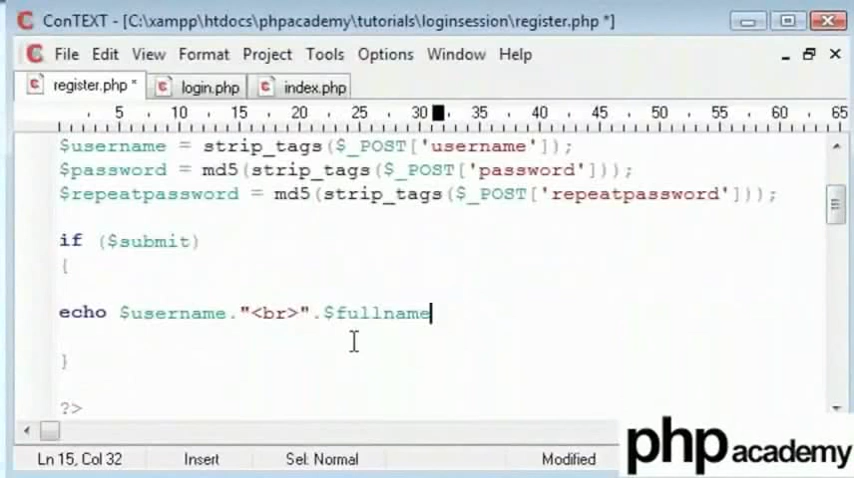 ConTEXT - [C:\xampp\htdocs\phpacademy\tutorials\loginsession\register.php *]
File Edit View Format Project Tools Options Window Help
register.php * login.php index.php
5 10 15 20 25 30 35 40 45 50 55 60 65
$username = strip_tags($_POST['username']);
$password = md5(strip_tags($_POST['password']));
$repeatpassword = md5(strip_tags($_POST['repeatpassword']));
if ($submit)
{
echo $username."<br>".$fullname
}
?>
Ln 15, Col 32 Insert Sel: Normal Modified
php academy